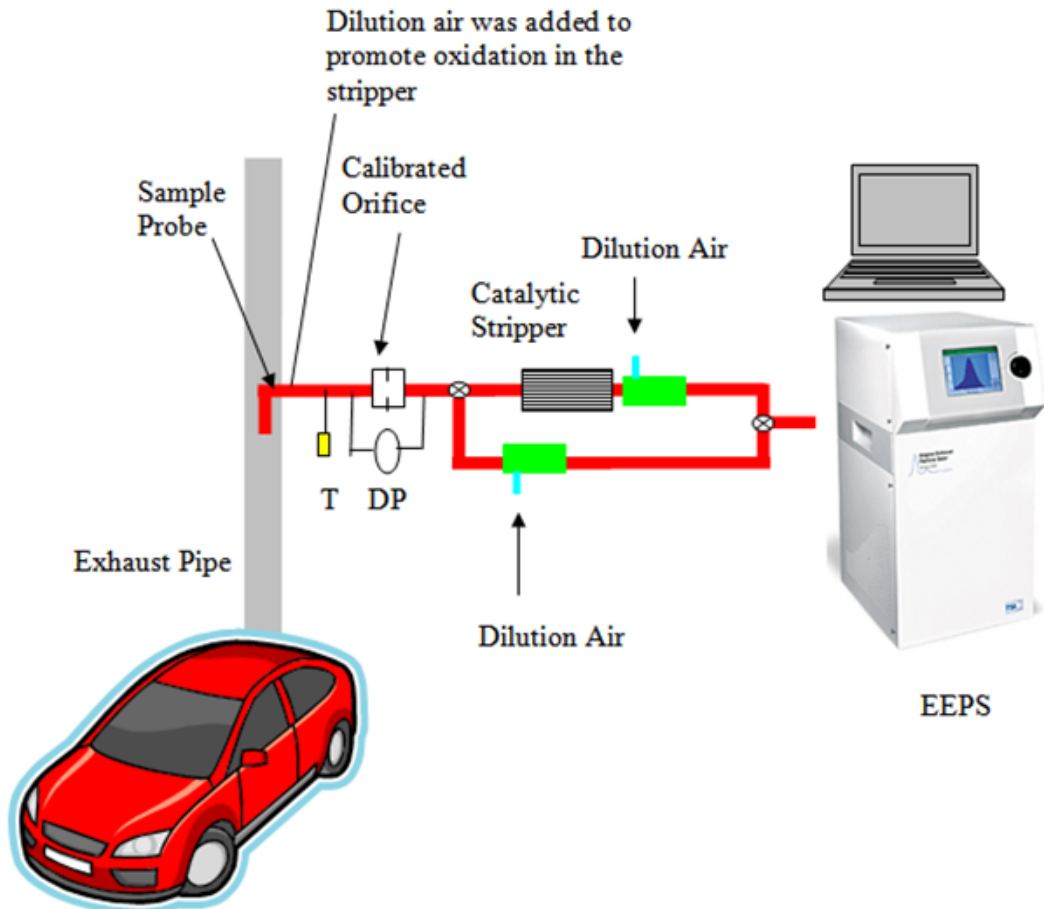 Dilution air was added to
promote oxidation in the
stripper
Calibrated
Orifice
Sample
Probe
Dilution Air
Catalytic
Stripper
T
DP
Exhaust Pipe
Dilution Air
EEPS
TSI